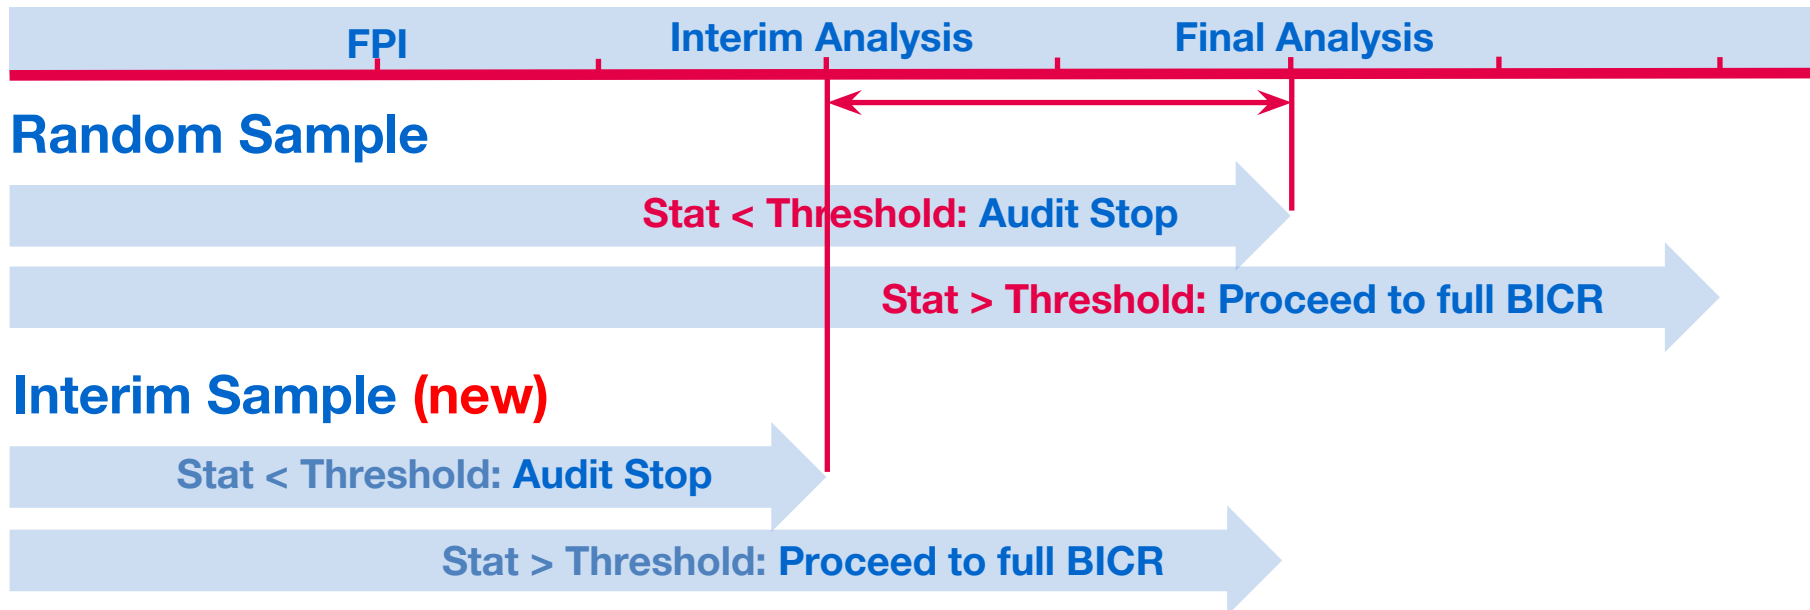 FPI Interim Analysis Final Analysis
Random Sample
Stat < Threshold: Audit Stop
Stat > Threshold: Proceed to full BICR
Interim Sample (new)
Stat < Threshold: Audit Stop
Stat > Threshold: Proceed to full BICR